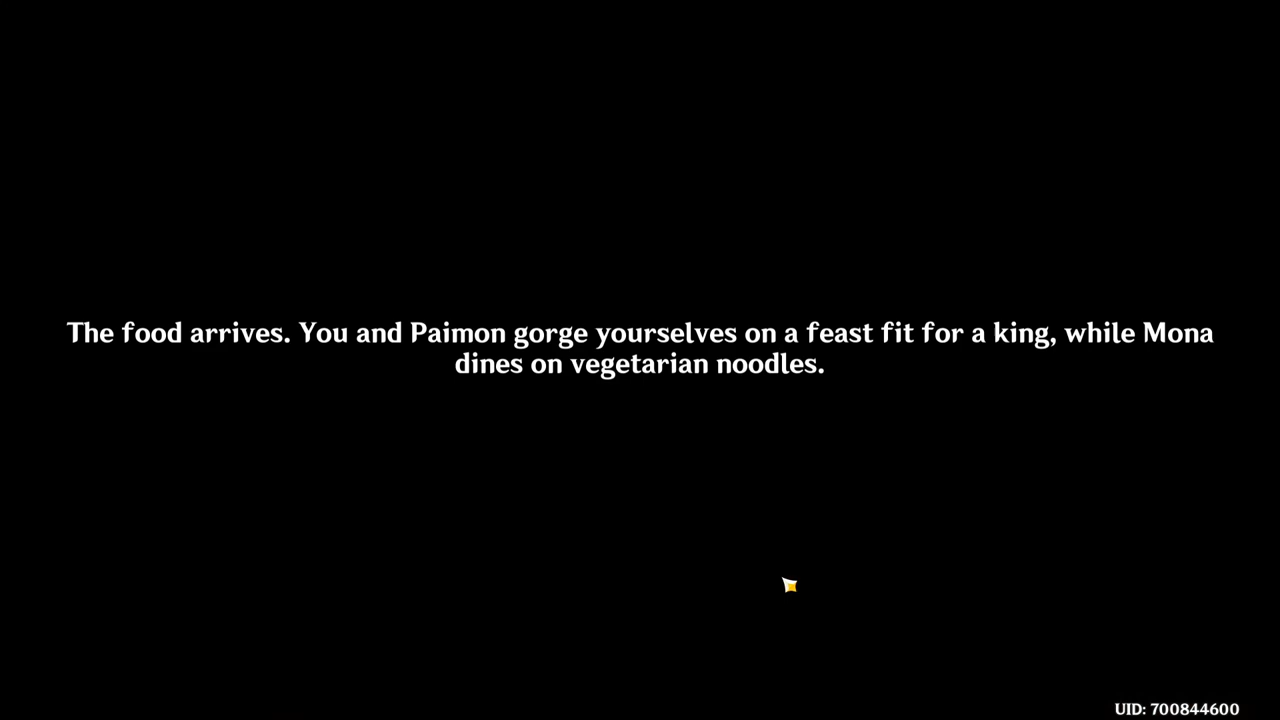 The food arrives. You and Paimon gorge yourselves on a feast fit for a king, while Mona
dines on vegetarian noodles.
UID: 700844600